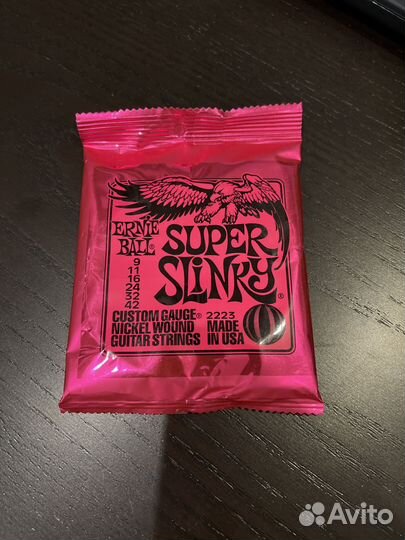 ERNIE
BALL®
SUPER
SLINKY®
9
11
16
24
32
42
CUSTOM GAUGE® 2223 MADE
NICKEL WOUND IN USA
GUITAR STRINGS
Avito